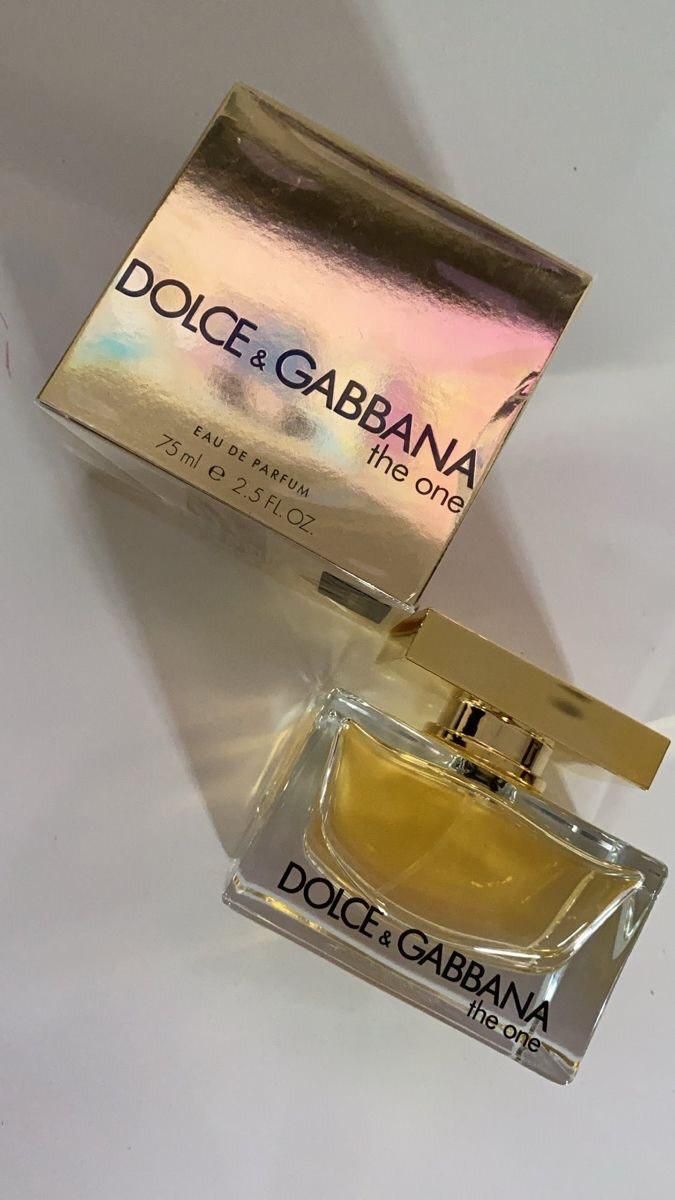 DOLCE & GABBANA
the one
EAU DE PARFUM
75 ml e 2.5 FL. OZ.
DOLCE & GABBANA
the one